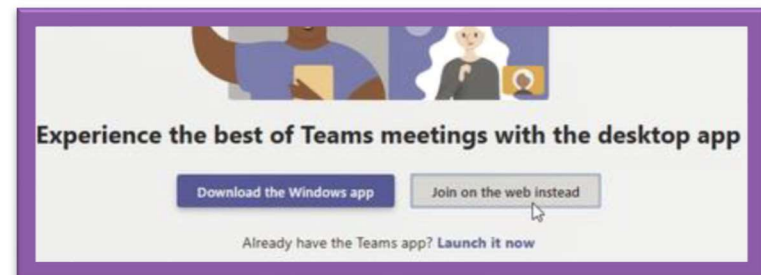 Experience the best of Teams meetings with the desktop app
Download the Windows app
Join on the web instead
Already have the Teams app? Launch it now